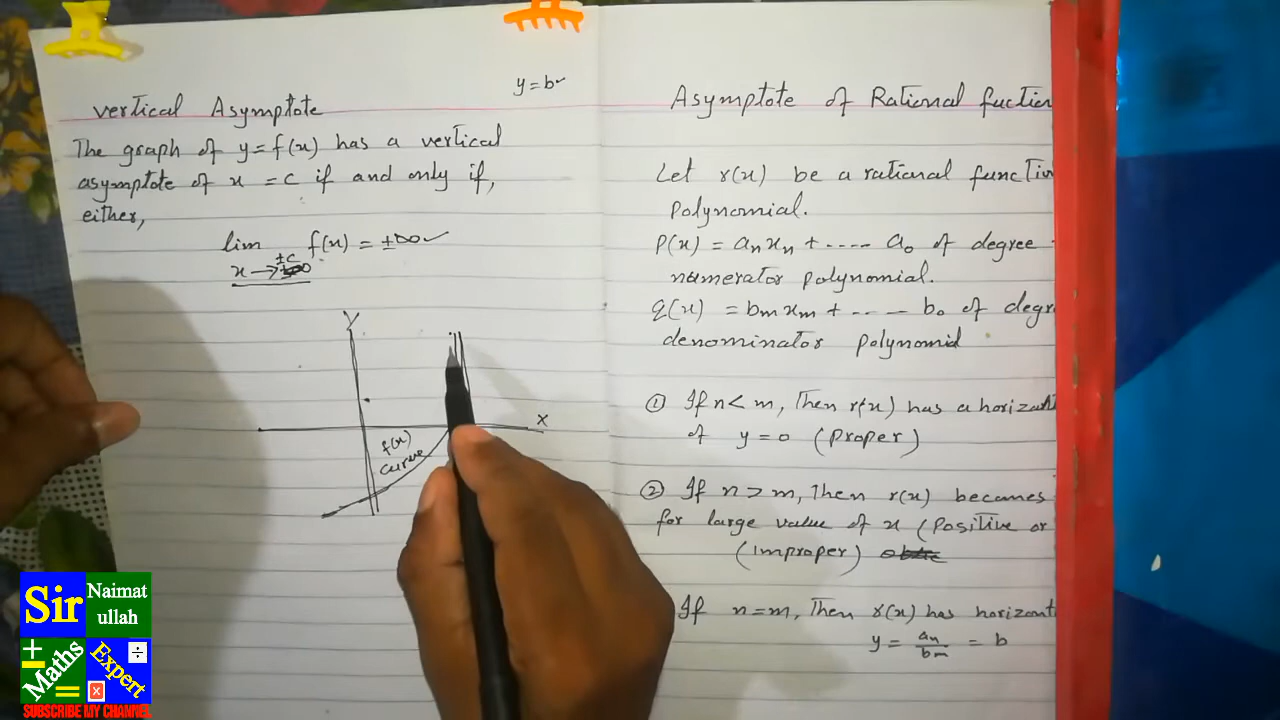 y = b
vertical Asymptote
The graph of y = f(x) has a vertical
asymptote of x = c if and only if,
either,
lim f(x) = ±∞
x → ±c
Y
X
f(x)
curve
Asymptote of Rational fuction
Let r(x) be a rational function
polynomial.
P(x) = anxn + ---- a0 of degree
numerator polynomial.
q(x) = bmxm + ---- b0 of degr
denominator polynomial
① If n < m, Then r(x) has a horizont
of y = 0 (Proper)
② If n > m, Then r(x) becomes
for large value of x (Positive or
(improper)
If n = m, Then r(x) has horizont
y = an/bm = b
Sir Naimat
ullah
Maths Expert
SUBSCRIBE MY CHANNEL